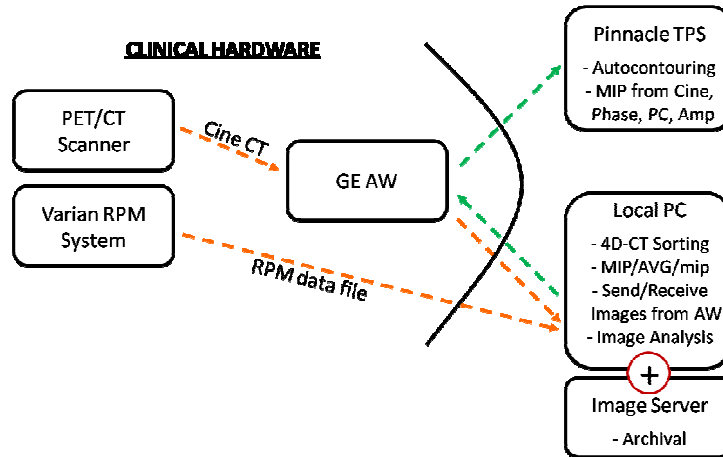 CLINICAL HARDWARE
PET/CT
Scanner
Cine CT
GE AW
Varian RPM
System
RPM data file
Pinnacle TPS
- Autocontouring
- MIP from Cine,
Phase, PC, Amp
Local PC
- 4D-CT Sorting
- MIP/AVG/mip
- Send/Receive
Images from AW
- Image Analysis
+
Image Server
- Archival